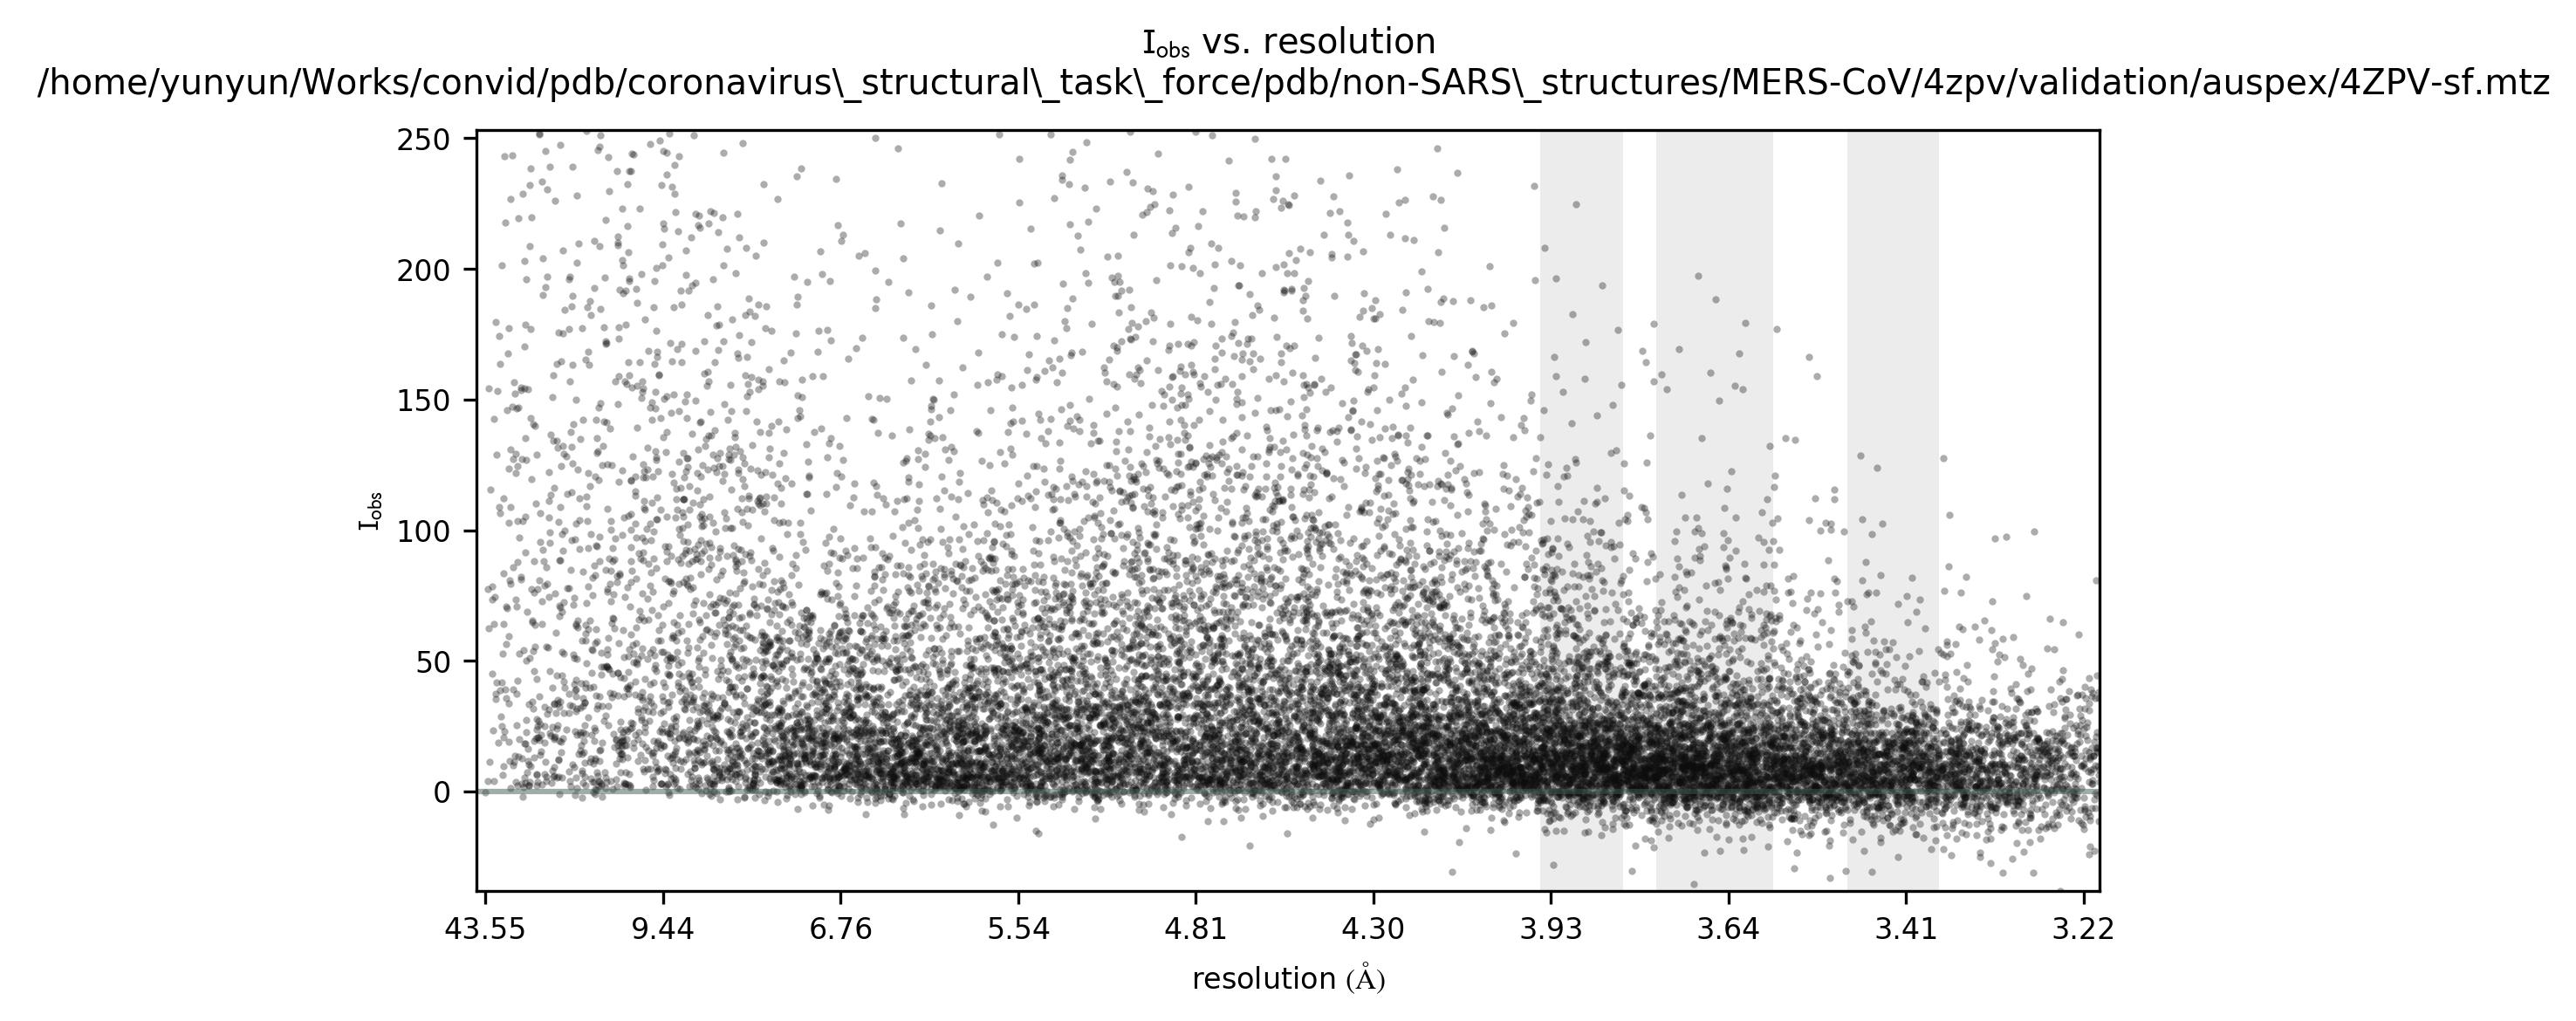 Iobs vs. resolution
/home/yunyun/Works/convid/pdb/coronavirus\_structural\_task\_force/pdb/non-SARS\_structures/MERS-CoV/4zpv/validation/auspex/4ZPV-sf.mtz
250
200
150
100
50
0
Iobs
43.55 9.44 6.76 5.54 4.81 4.30 3.93 3.64 3.41 3.22
resolution (Å)